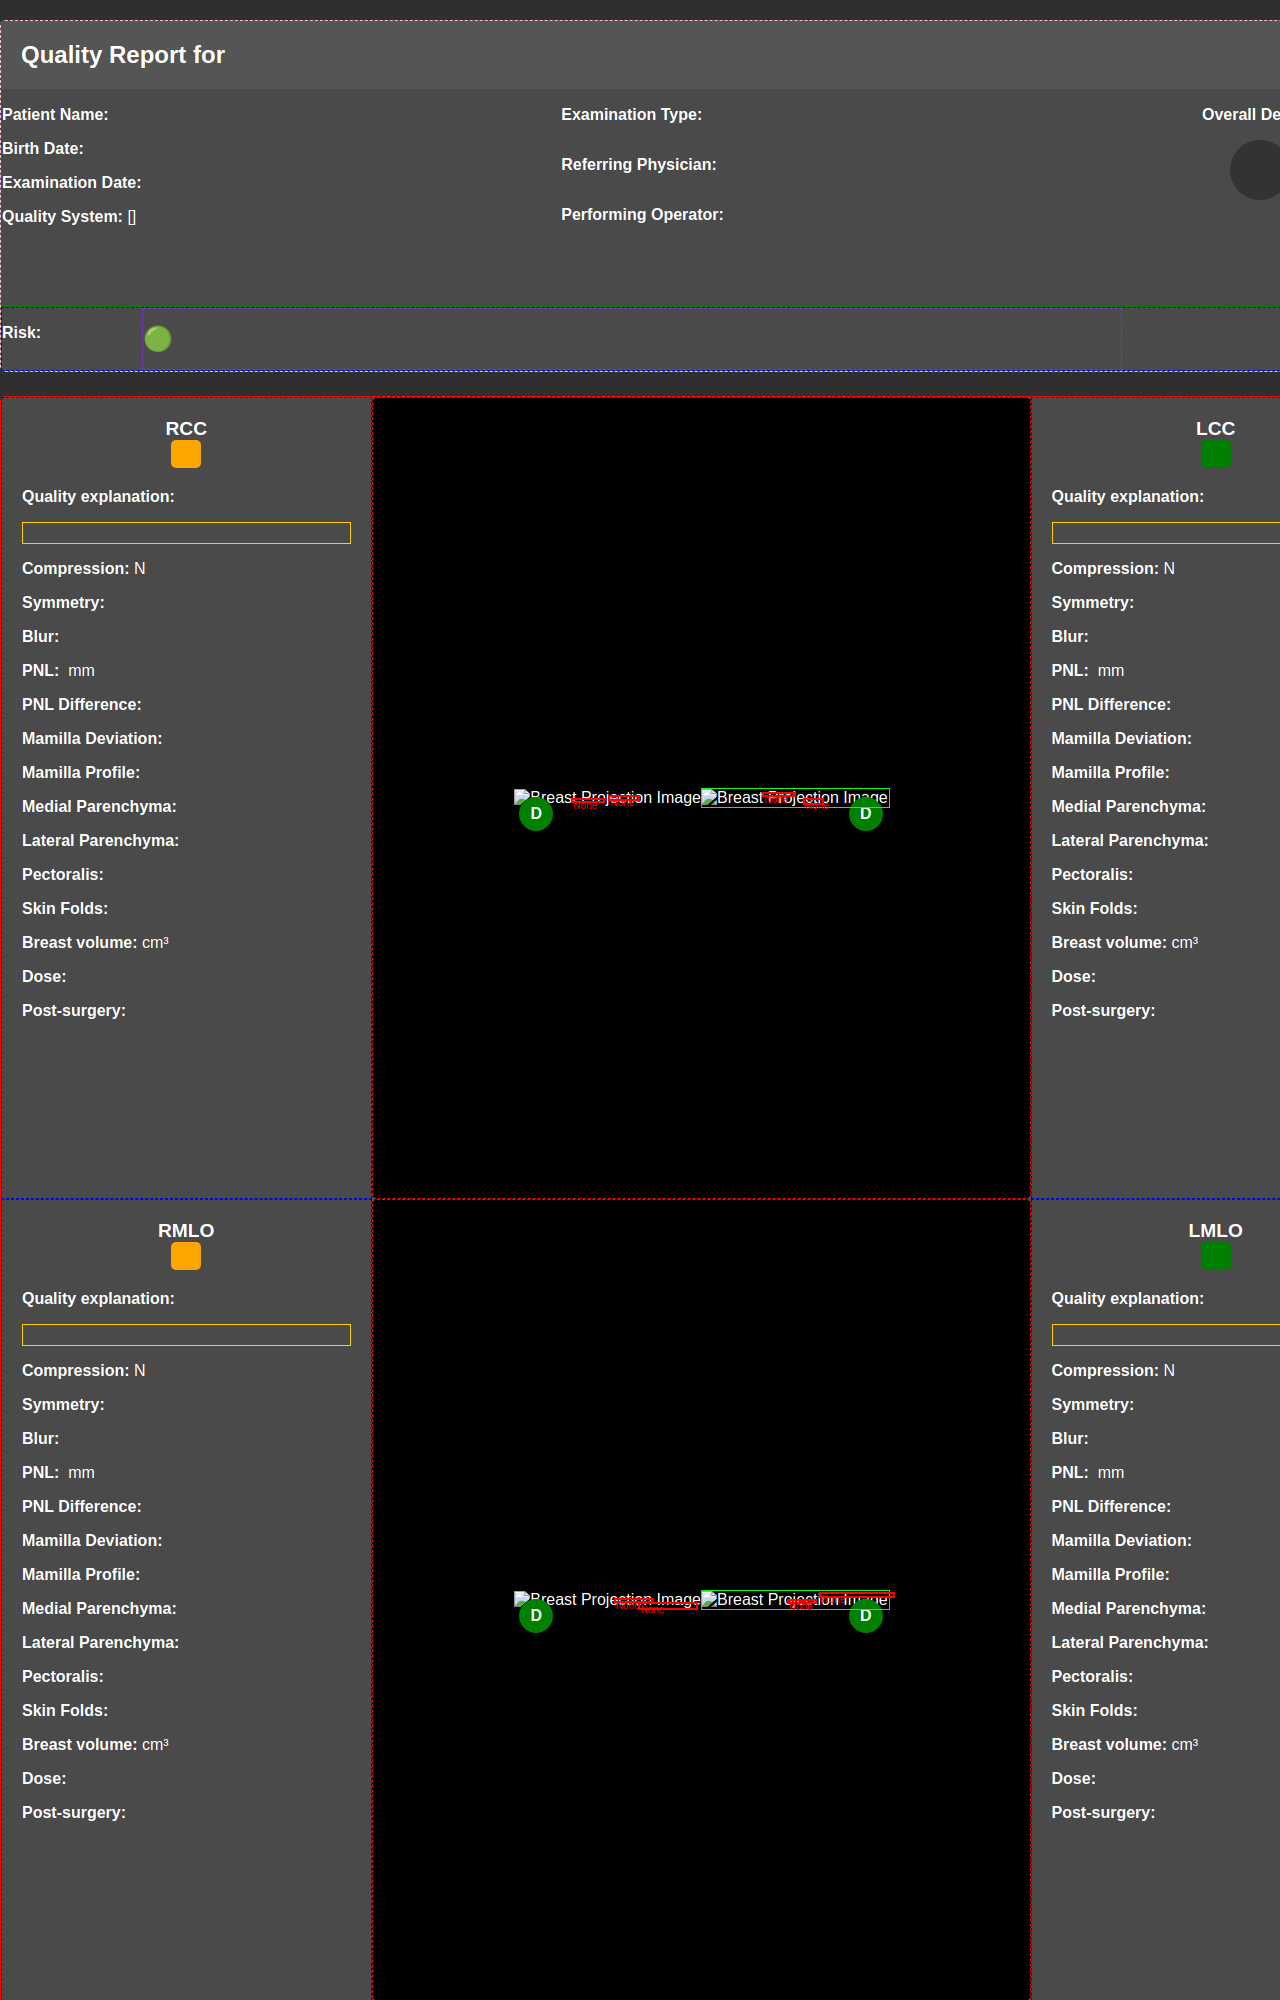 Quality Report for
Patient Name:
Birth Date:
Examination Date:
Quality System: []
Examination Type:
Referring Physician:
Performing Operator:
Overall De
Risk:
RCC
Quality explanation:
Compression: N
Symmetry:
Blur:
PNL: mm
PNL Difference:
Mamilla Deviation:
Mamilla Profile:
Medial Parenchyma:
Lateral Parenchyma:
Pectoralis:
Skin Folds:
Breast volume: cm³
Dose:
Post-surgery:
Breast Projection Image
Breast Projection Image
None
None
None
None
D
D
LCC
Quality explanation:
Compression: N
Symmetry:
Blur:
PNL: mm
PNL Difference:
Mamilla Deviation:
Mamilla Profile:
Medial Parenchyma:
Lateral Parenchyma:
Pectoralis:
Skin Folds:
Breast volume: cm³
Dose:
Post-surgery:
RMLO
Quality explanation:
Compression: N
Symmetry:
Blur:
PNL: mm
PNL Difference:
Mamilla Deviation:
Mamilla Profile:
Medial Parenchyma:
Lateral Parenchyma:
Pectoralis:
Skin Folds:
Breast volume: cm³
Dose:
Post-surgery:
Breast Projection Image
Breast Projection Image
None
None
None
D
D
LMLO
Quality explanation:
Compression: N
Symmetry:
Blur:
PNL: mm
PNL Difference:
Mamilla Deviation:
Mamilla Profile:
Medial Parenchyma:
Lateral Parenchyma:
Pectoralis:
Skin Folds:
Breast volume: cm³
Dose:
Post-surgery: